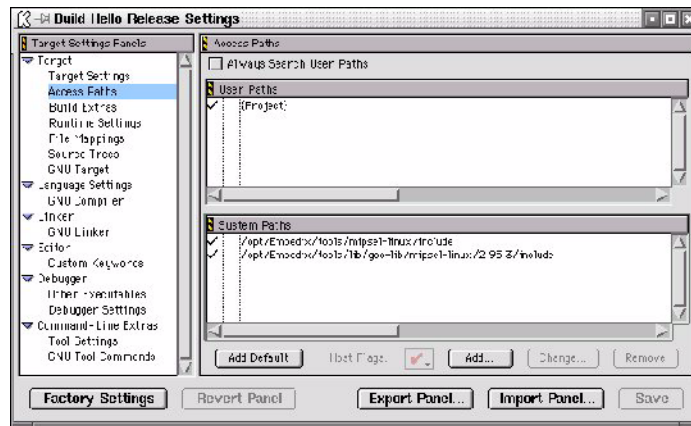 Build Hello Release Settings
Target Settings Panels
Target
Target Settings
Access Paths
Build Extras
Runtime Settings
File Mappings
Source Trees
GNU Target
Language Settings
GNU Compiler
Linker
GNU Linker
Editor
Custom Keywords
Debugger
Other Executables
Debugger Settings
Command-Line Extras
Tool Settings
GNU Tool Commands
Access Paths
Always Search User Paths
User Paths
{Project}
System Paths
/opt/Embedix/tools/mipsel-linux/include
/opt/Embedix/tools/lib/gcc-lib/mipsel-linux/2.95.3/include
Add Default
Host Flags:
Add...
Change...
Remove
Factory Settings
Revert Panel
Export Panel...
Import Panel...
Save